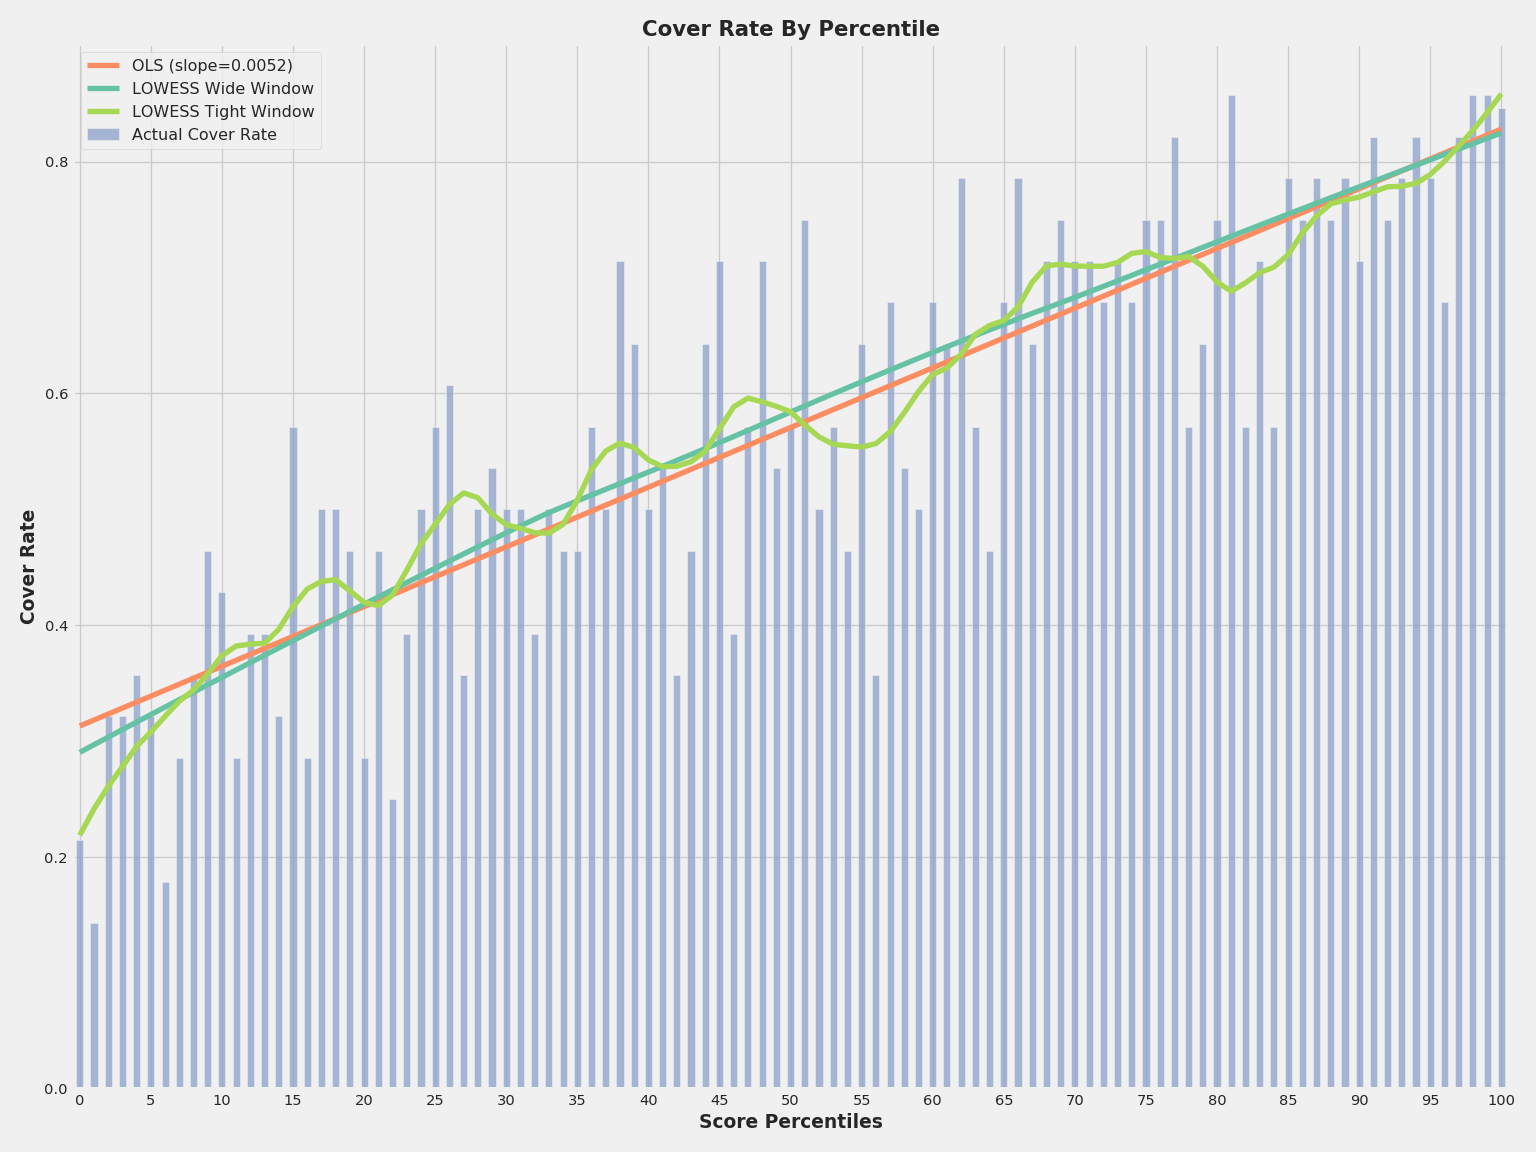 Cover Rate By Percentile
OLS (slope=0.0052)
LOWESS Wide Window
LOWESS Tight Window
Actual Cover Rate
Cover Rate
0.8
0.6
0.4
0.2
0.0
0 5 10 15 20 25 30 35 40 45 50 55 60 65 70 75 80 85 90 95 100
Score Percentiles